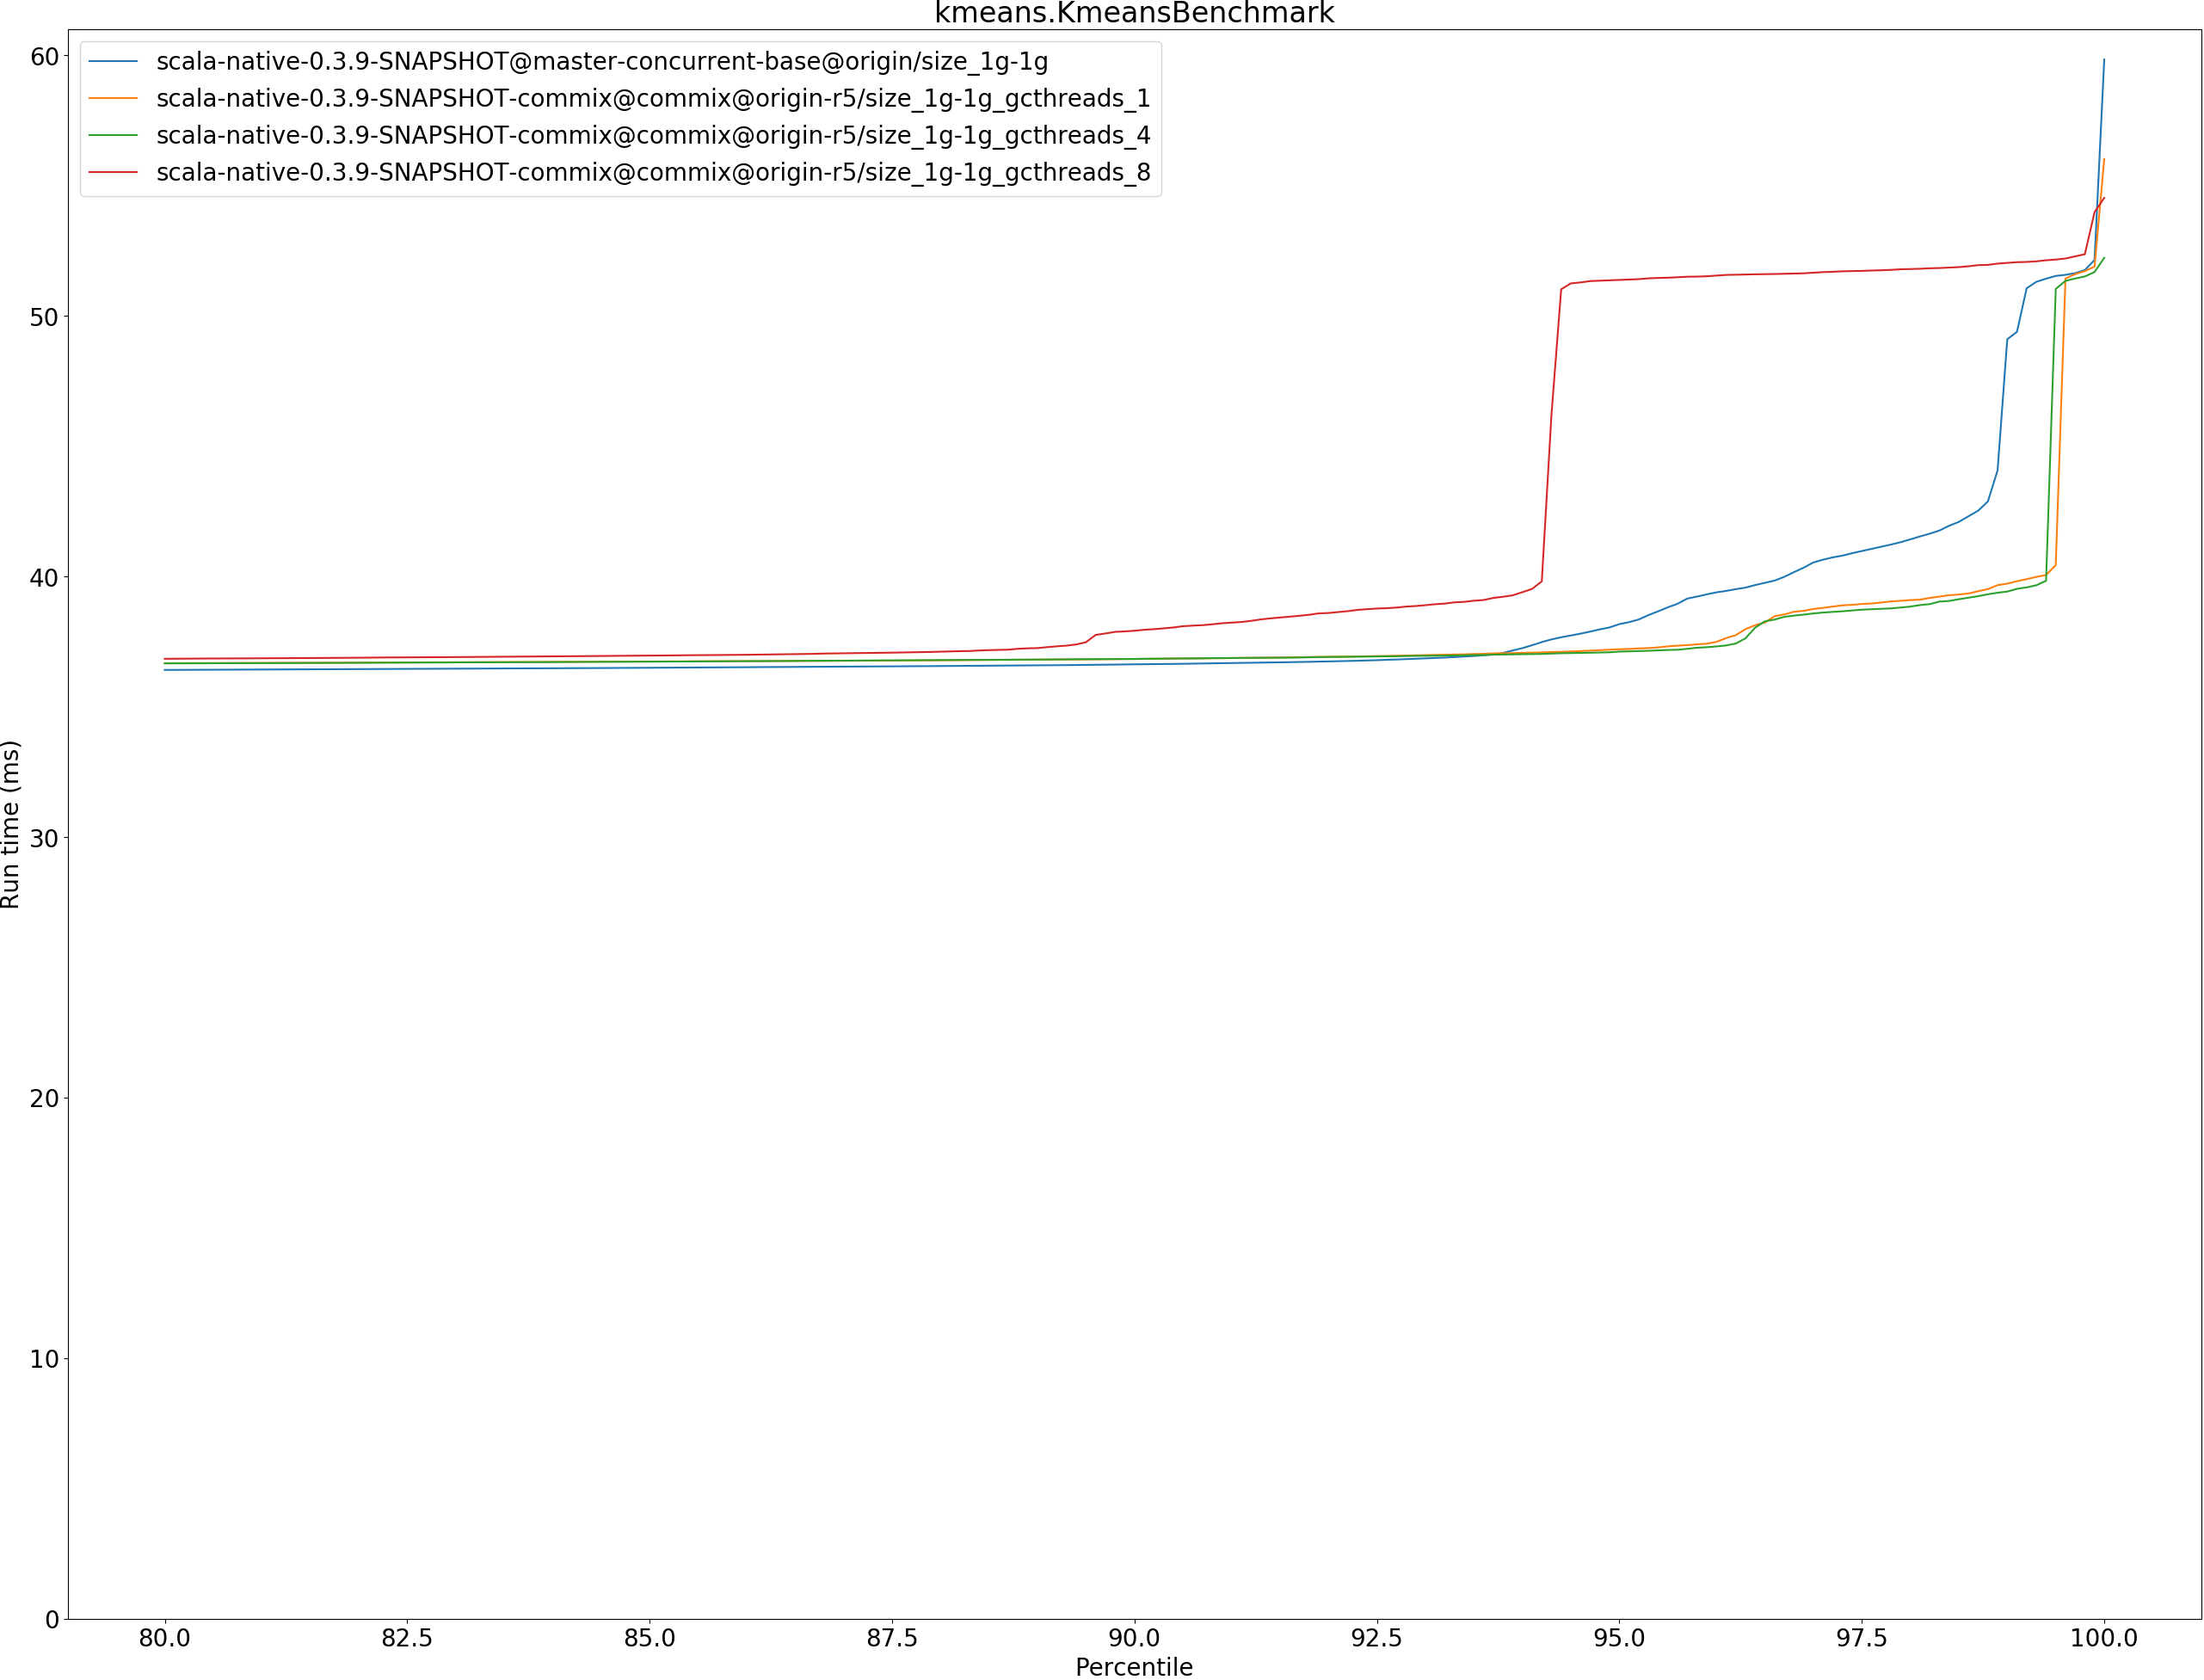 kmeans.KmeansBenchmark
scala-native-0.3.9-SNAPSHOT@master-concurrent-base@origin/size_1g-1g
scala-native-0.3.9-SNAPSHOT-commix@commix@origin-r5/size_1g-1g_gcthreads_1
scala-native-0.3.9-SNAPSHOT-commix@commix@origin-r5/size_1g-1g_gcthreads_4
scala-native-0.3.9-SNAPSHOT-commix@commix@origin-r5/size_1g-1g_gcthreads_8
60
50
40
30
20
10
0
Run time (ms)
80.0 82.5 85.0 87.5 90.0 92.5 95.0 97.5 100.0
Percentile